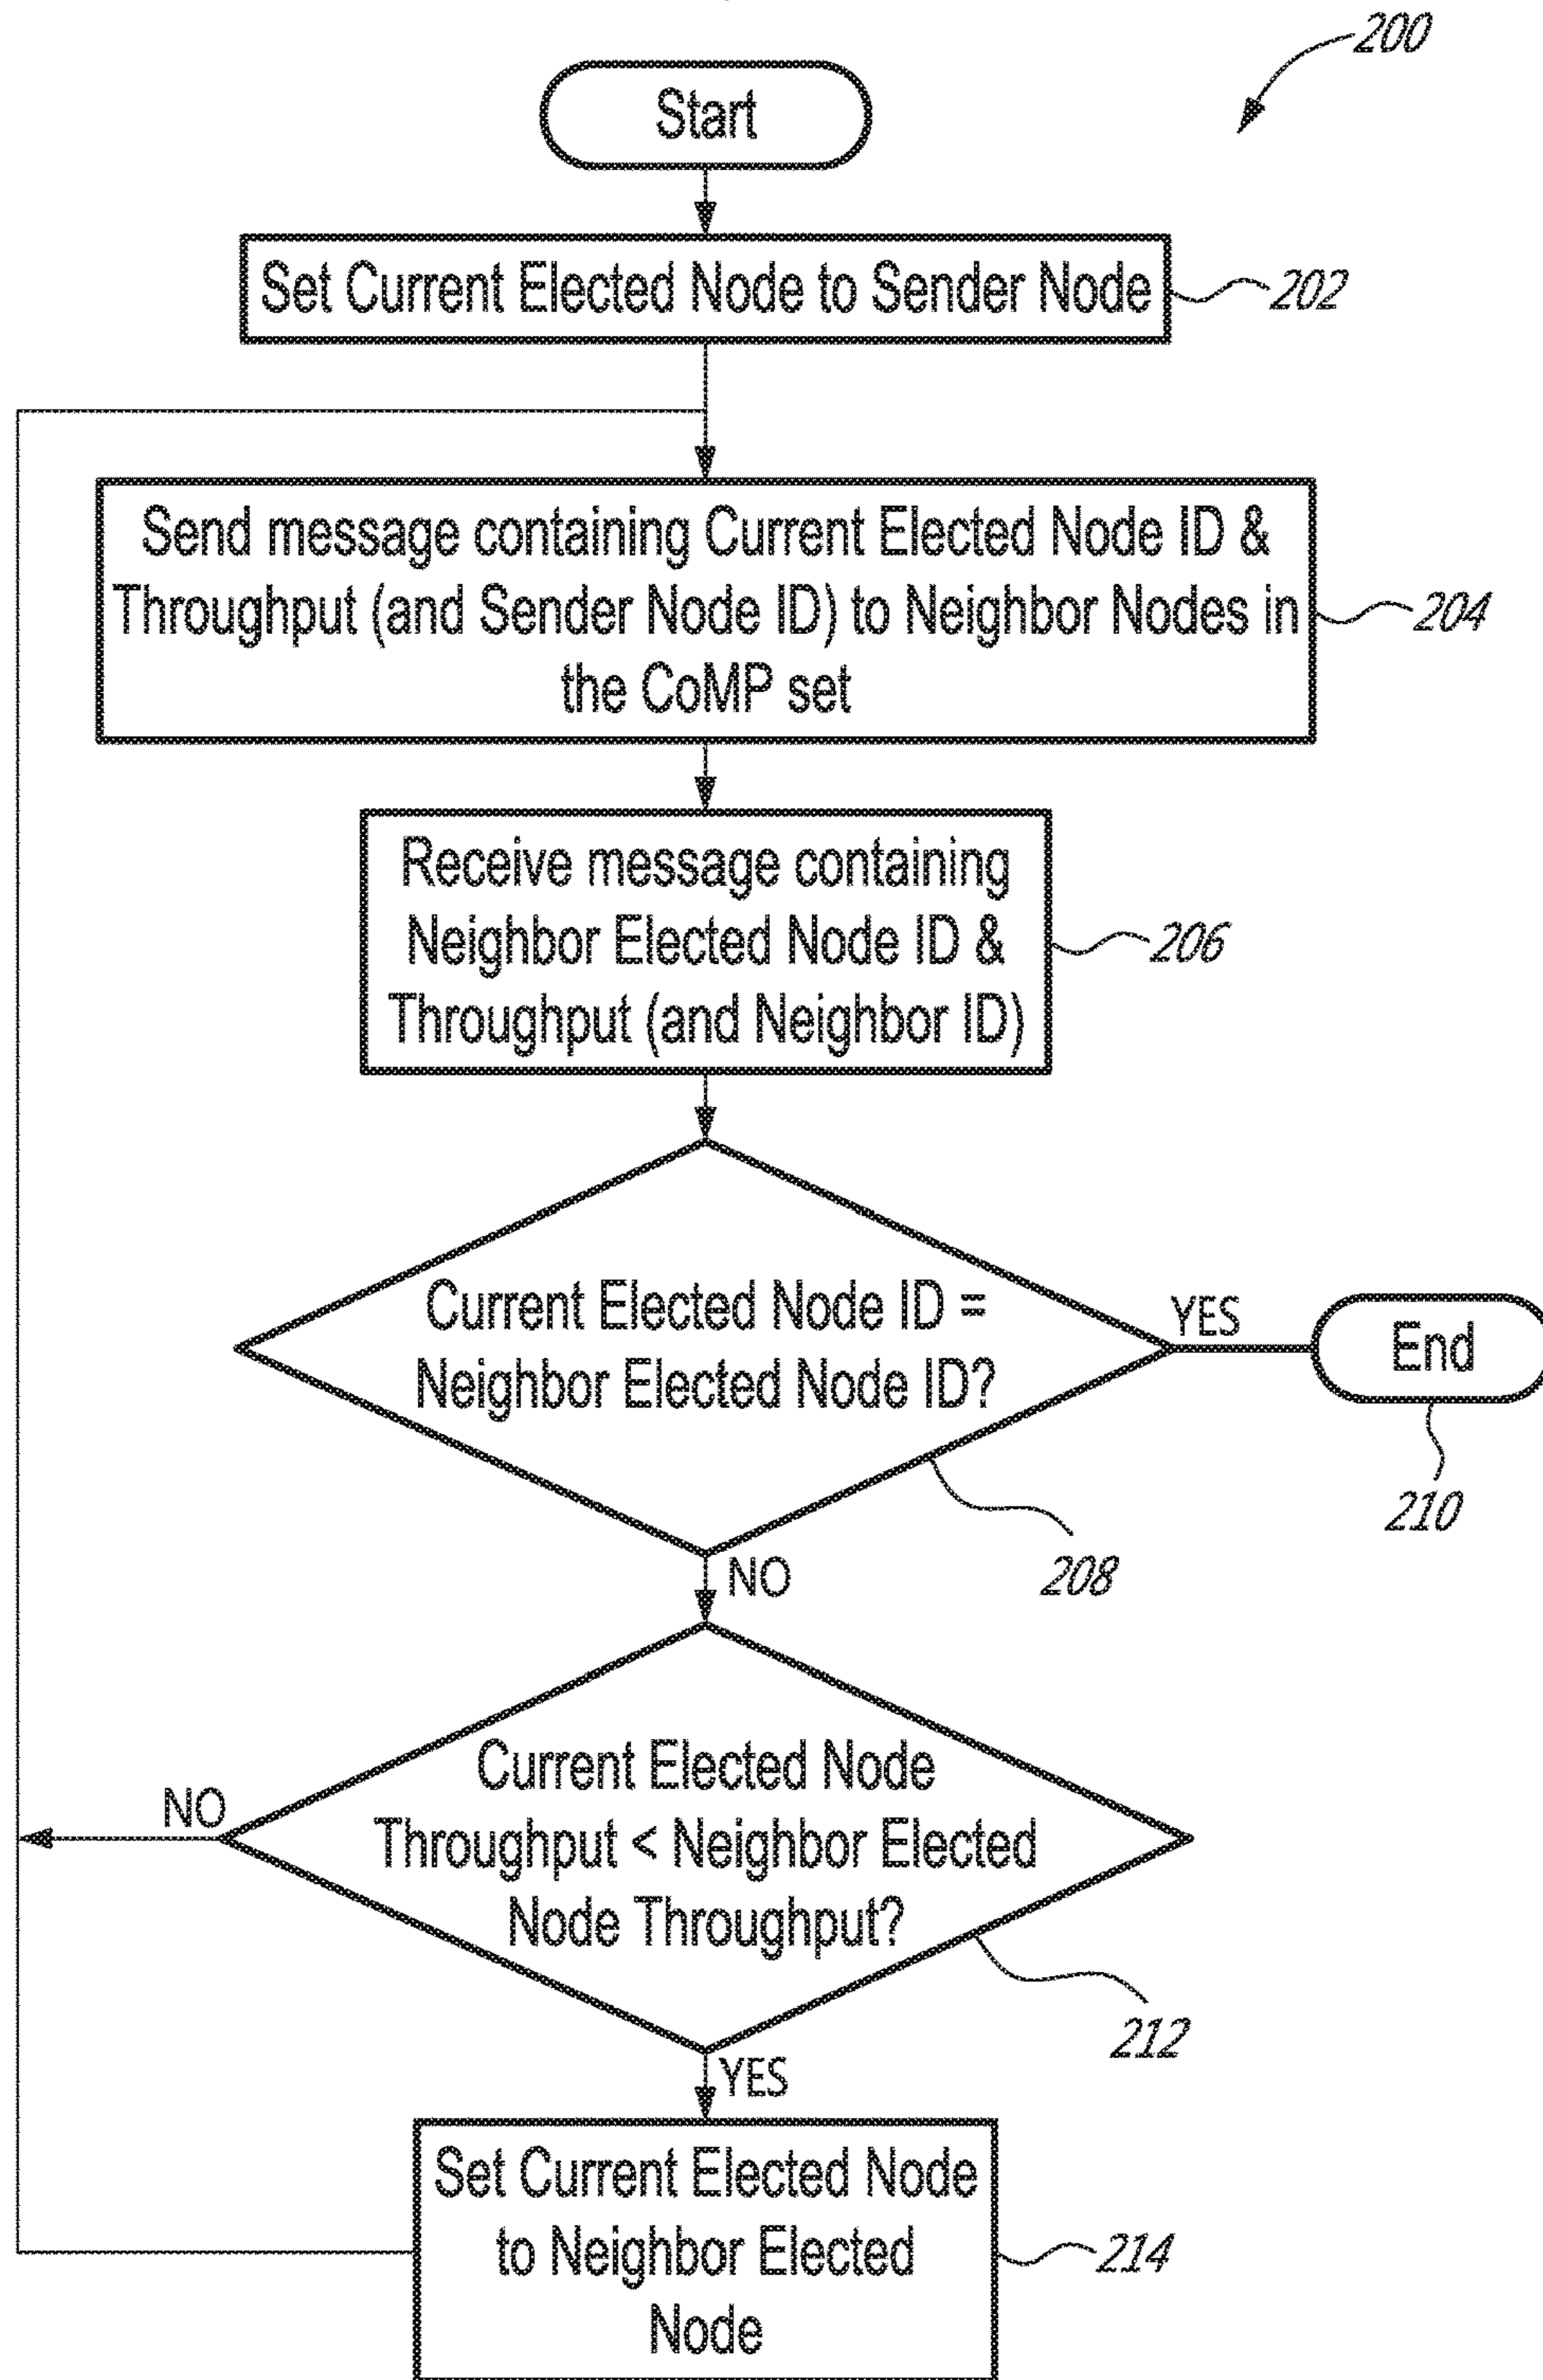 200
Start
Set Current Elected Node to Sender Node
202
Send message containing Current Elected Node ID &
Throughput (and Sender Node ID) to Neighbor Nodes in
the CoMP set
204
Receive message containing
Neighbor Elected Node ID &
Throughput (and Neighbor ID)
206
Current Elected Node ID =
Neighbor Elected Node ID?
YES
End
210
208
NO
Current Elected Node
Throughput < Neighbor Elected
Node Throughput?
NO
212
YES
Set Current Elected Node
to Neighbor Elected
Node
214